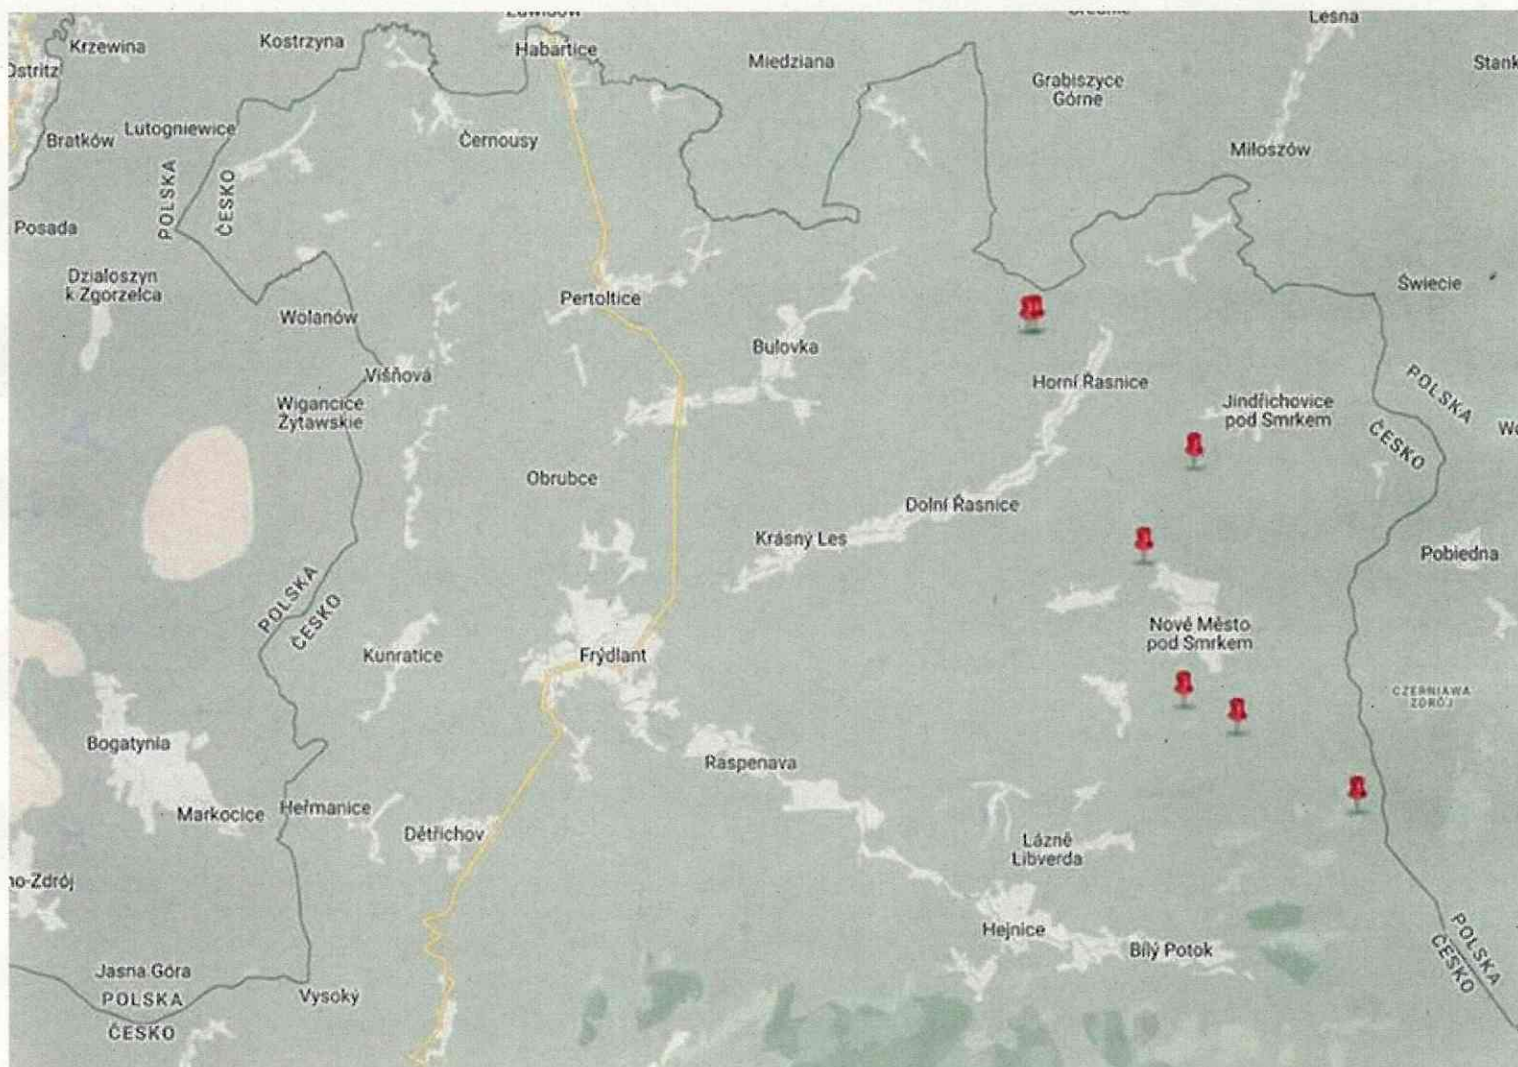 Krzewina
Kostrzyna
Habartice
Miedziana
Leśna
Ostritz
Grabiszyce
Górne
Bratków
Lutogniewice
Černousy
Miłoszów
POLSKA
ČESKO
Posada
Działoszyn
k Zgorzelca
Wolanów
Pertoltice
Świecie
Bulovka
Višňová
Horní Řasnice
Wigancice
Żytawskie
Jindřichovice
pod Smrkem
POLSKA
ČESKO
Obrubce
Dolní Řasnice
Krásný Les
Pobiedna
POLSKA
ČESKO
Nové Město
pod Smrkem
Kunratice
Frýdlant
CZERNIAWA
ZDRÓJ
Bogatynia
Raspenava
Markocice
Heřmanice
Dětřichov
Lázně
Libverda
no-Zdrój
Hejnice
Bílý Potok
POLSKA
ČESKO
Jasna Góra
POLSKA
ČESKO
Vysoký